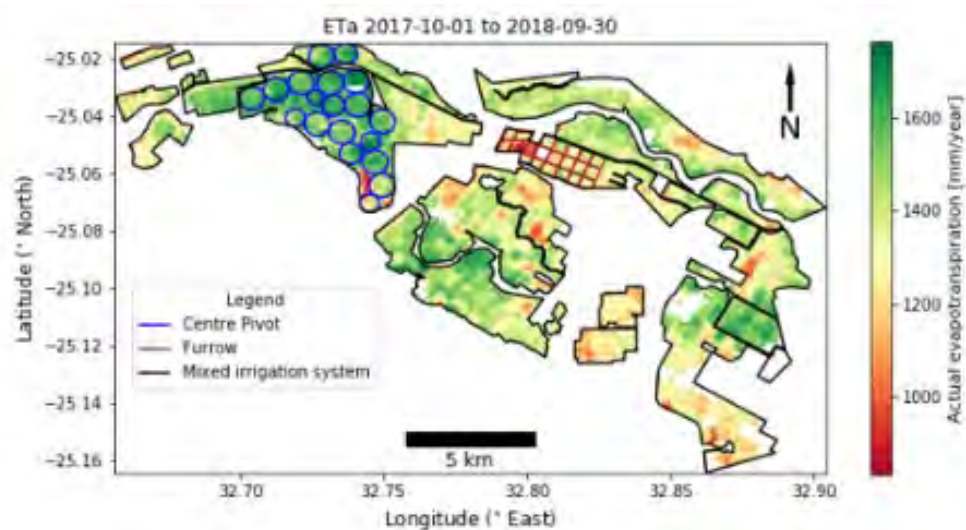 ETa 2017-10-01 to 2018-09-30
−25.02
−25.04
−25.06
−25.08
−25.10
−25.12
−25.14
−25.16
Latitude (° North)
N
Legend
Centre Pivot
Furrow
Mixed irrigation system
5 km
32.70
32.75
32.80
32.85
32.90
Longitude (° East)
1600
1400
1200
1000
Actual evapotranspiration [mm/year]